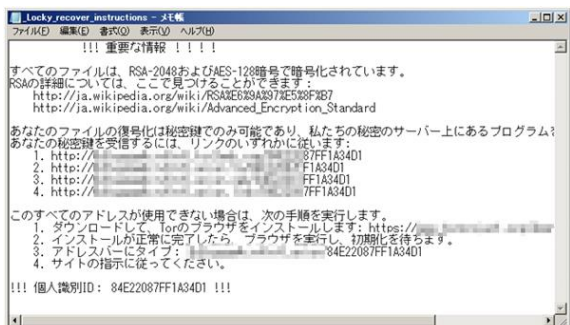 _Locky_recover_instructions - メモ帳
ファイル(F) 編集(E) 書式(O) 表示(V) ヘルプ(H)
!!! 重要な情報 ! ! ! !
すべてのファイルは、RSA-2048およびAES-128暗号で暗号化されています。
RSAの詳細については、ここで見つけることができます:
http://ja.wikipedia.org/wiki/RSA%E6%9A%97%E5%8F%B7
http://ja.wikipedia.org/wiki/Advanced_Encryption_Standard
あなたのファイルの復号化は秘密鍵でのみ可能であり、私たちの秘密のサーバー上にあるプログラム
あなたの秘密鍵を受信するには、リンクのいずれかに従います:
1. http:// 87FF1A34D1
2. http:// F1A34D1
3. http:// FF1A34D1
4. http:// 7FF1A34D1
このすべてのアドレスが使用できない場合は、次の手順を実行します。
1. ダウンロードして、Torのブラウザをインストールします: https://
2. インストールが正常に完了したら、ブラウザを実行し、初期化を待ちます。
3. アドレスバーにタイプ: /84E22087FF1A34D1
4. サイトの指示に従ってください。
!!! 個人識別ID: 84E22087FF1A34D1 !!!